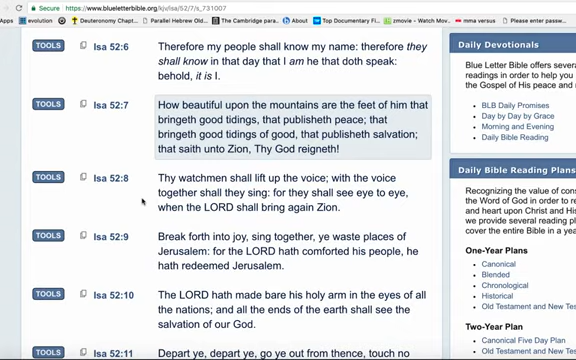 Secure https://www.blueletterbible.org/kjv/isa/52/7/s_731007
evolution
Deuteronomy Chapt...
Parallel Hebrew Old...
The Cambridge para...
About
Top Documentary Fi...
zmovie - Watch Mov...
mma versus
Please enter passw...
TOOLS Isa 52:6 Therefore my people shall know my name: therefore they
shall know in that day that I am he that doth speak:
behold, it is I.
TOOLS Isa 52:7 How beautiful upon the mountains are the feet of him that
bringeth good tidings, that publisheth peace; that
bringeth good tidings of good, that publisheth salvation;
that saith unto Zion, Thy God reigneth!
TOOLS Isa 52:8 Thy watchmen shall lift up the voice; with the voice
together shall they sing: for they shall see eye to eye,
when the LORD shall bring again Zion.
TOOLS Isa 52:9 Break forth into joy, sing together, ye waste places of
Jerusalem: for the LORD hath comforted his people, he
hath redeemed Jerusalem.
TOOLS Isa 52:10 The LORD hath made bare his holy arm in the eyes of all
the nations; and all the ends of the earth shall see the
salvation of our God.
TOOLS Isa 52:11 Depart ye, depart ye, go ye out from thence, touch no
Daily Devotionals
Blue Letter Bible offers severa
readings in order to help you
the Gospel of His peace and
BLB Daily Promises
Day by Day by Grace
Morning and Evening
Daily Bible Reading
Daily Bible Reading Plans
Recognizing the value of cons
the Word of God in order to re
and heart upon Christ and His
we provide several reading pl
cover the entire Bible in a yea
One-Year Plans
Canonical
Blended
Chronological
Historical
Old Testament and New Te
Two-Year Plan
Canonical Five Day Plan
Old Testament and New Tes